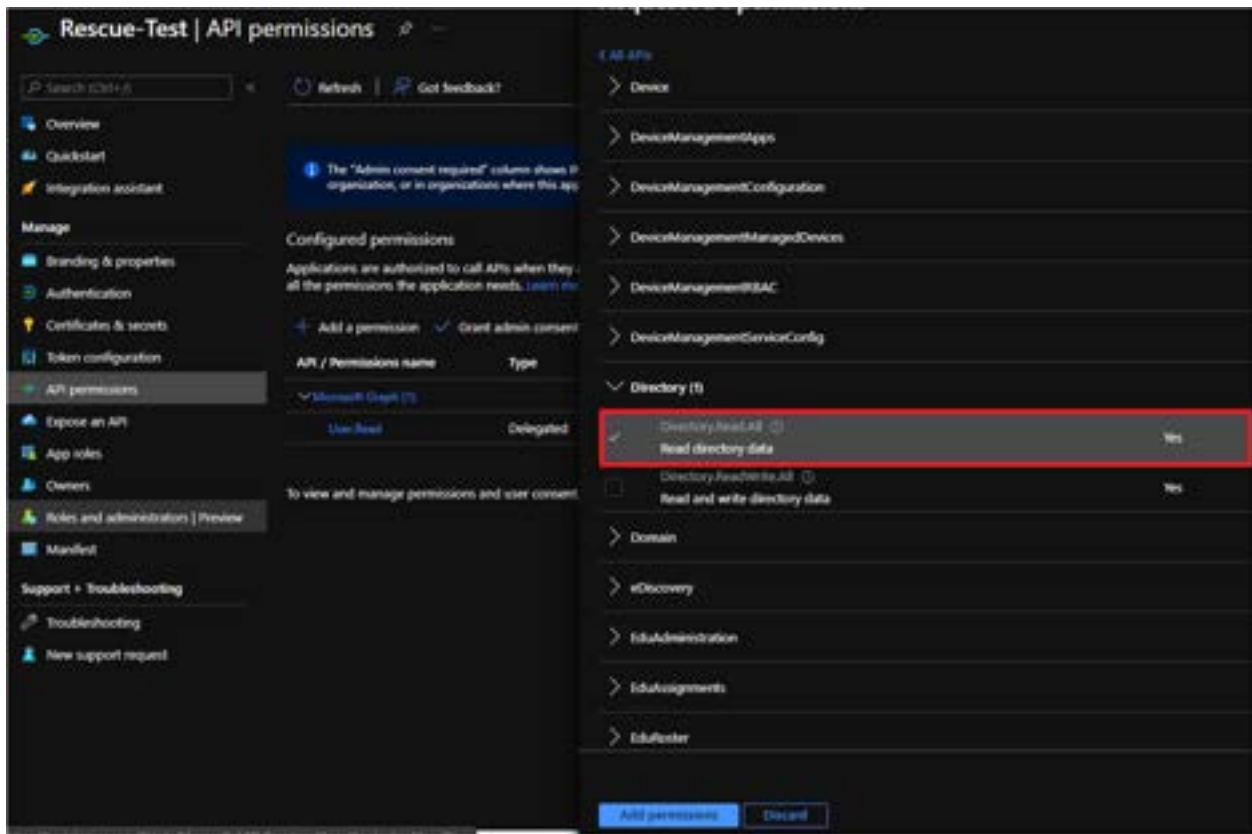 Rescue-Test | API permissions
Search (Ctrl+/)
Overview
Quickstart
Integration assistant
Manage
Branding & properties
Authentication
Certificates & secrets
Token configuration
API permissions
Expose an API
App roles
Owners
Roles and administrators | Preview
Manifest
Support + Troubleshooting
Troubleshooting
New support request
Refresh | Got feedback?
The "Admin consent required" column shows
organization, or in organizations where this app
Configured permissions
Applications are authorized to call APIs when they
all the permissions the application needs. Learn
Add a permission
Grant admin consent
API / Permissions name
Type
Microsoft Graph (1)
User.Read
Delegated
To view and manage permissions and user consent
All APIs
Device
DeviceManagementApps
DeviceManagementConfiguration
DeviceManagementManagedDevices
DeviceManagementRBAC
DeviceManagementServiceConfig
Directory (1)
Directory.Read.All
Read directory data
Yes
Directory.ReadWrite.All
Read and write directory data
Yes
Domain
eDiscovery
EduAdministration
EduAssignments
EduRoster
Add permissions
Discard